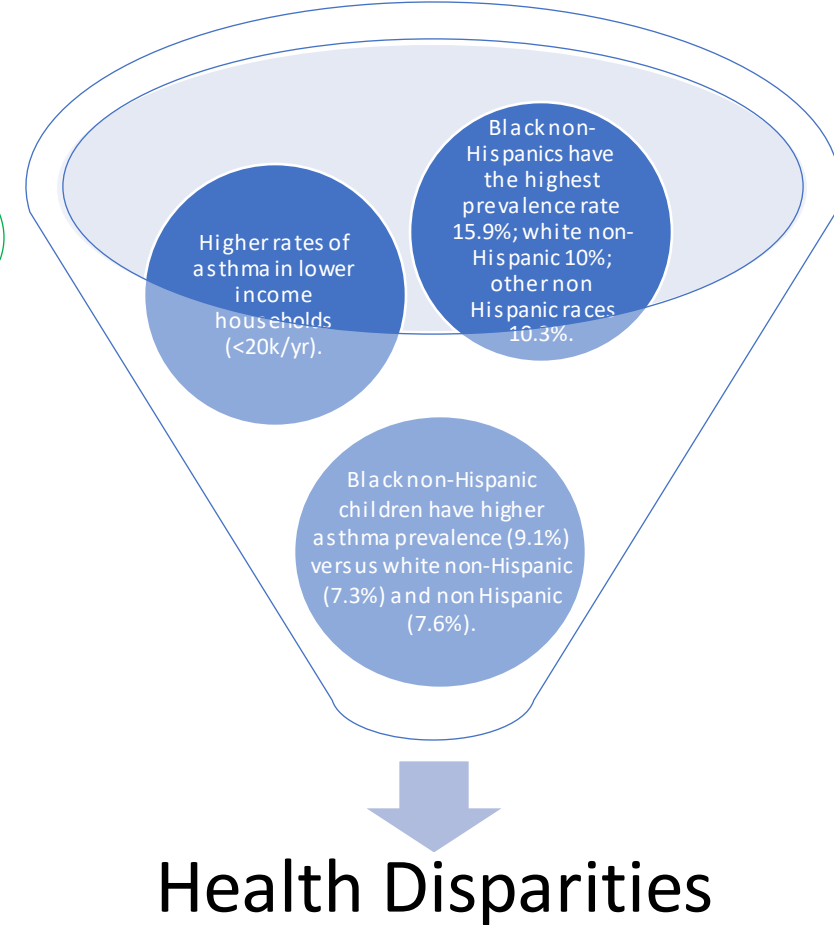 Higher rates of
asthma in lower
income
households
(<20k/yr).
Black non-
Hispanics have
the highest
prevalence rate
15.9%; white non-
Hispanic 10%;
other non
Hispanic races
10.3%.
Black non-Hispanic
children have higher
asthma prevalence (9.1%)
versus white non-Hispanic
(7.3%) and non Hispanic
(7.6%).
Health Disparities